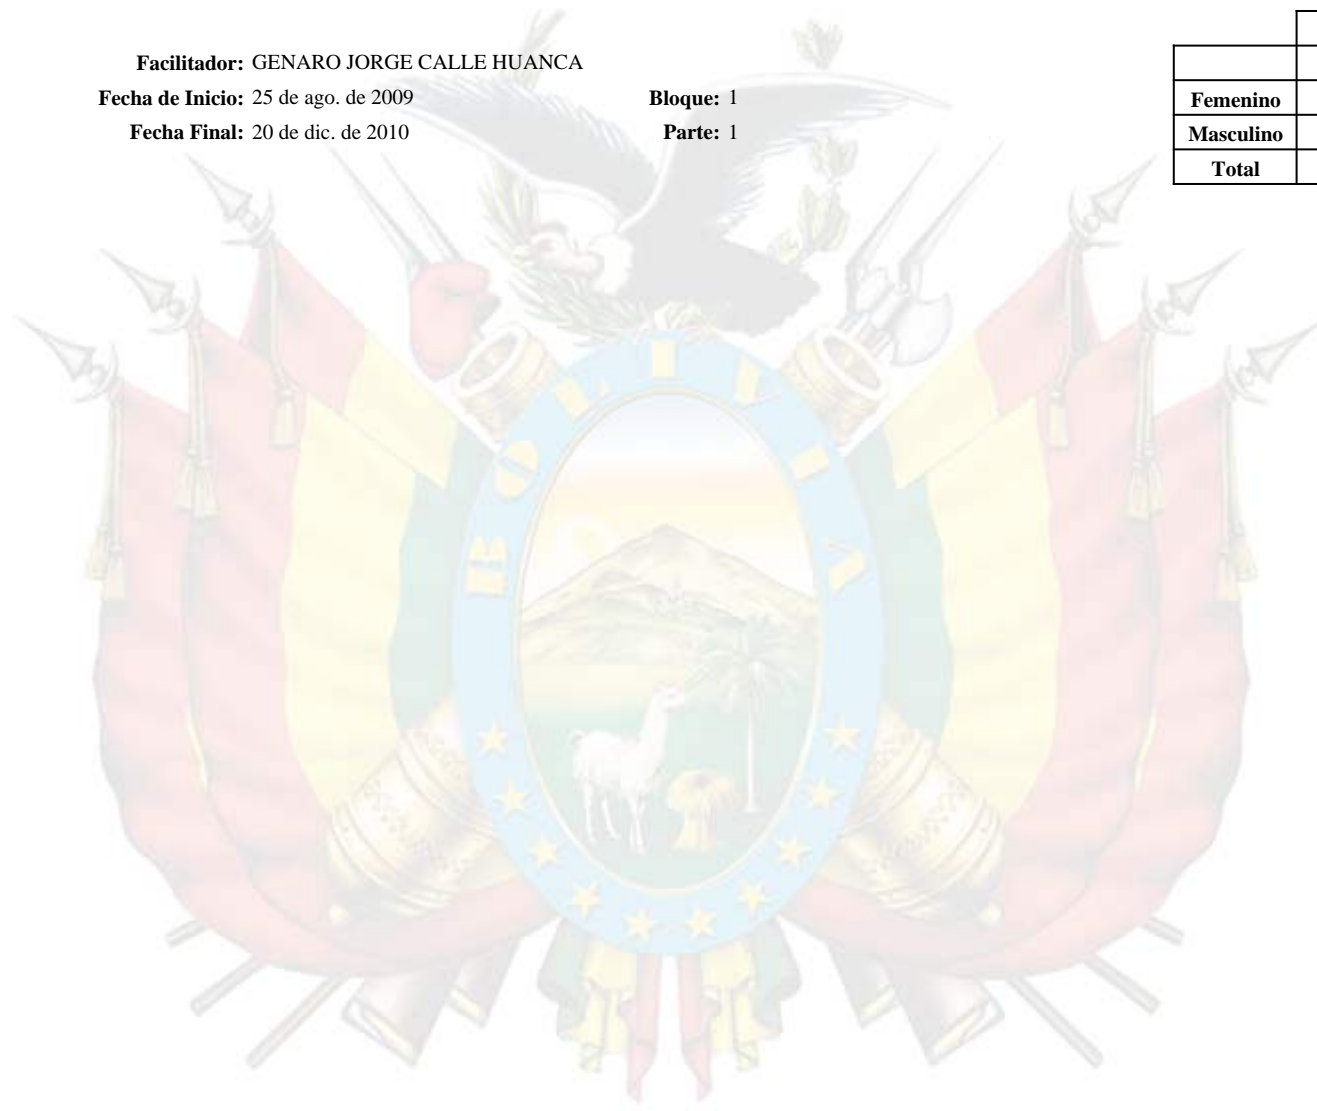 Facilitador: GENARO JORGE CALLE HUANCA
Fecha de Inicio: 25 de ago. de 2009 Bloque: 1
Fecha Final: 20 de dic. de 2010 Parte: 1
Femenino
Masculino
Total
BOLIVIA